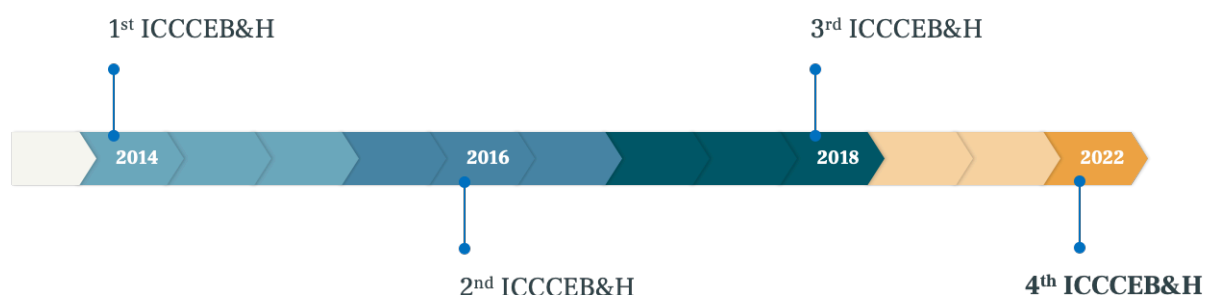 1st ICCCEB&H
3rd ICCCEB&H
2014
2016
2018
2022
2nd ICCCEB&H
4th ICCCEB&H